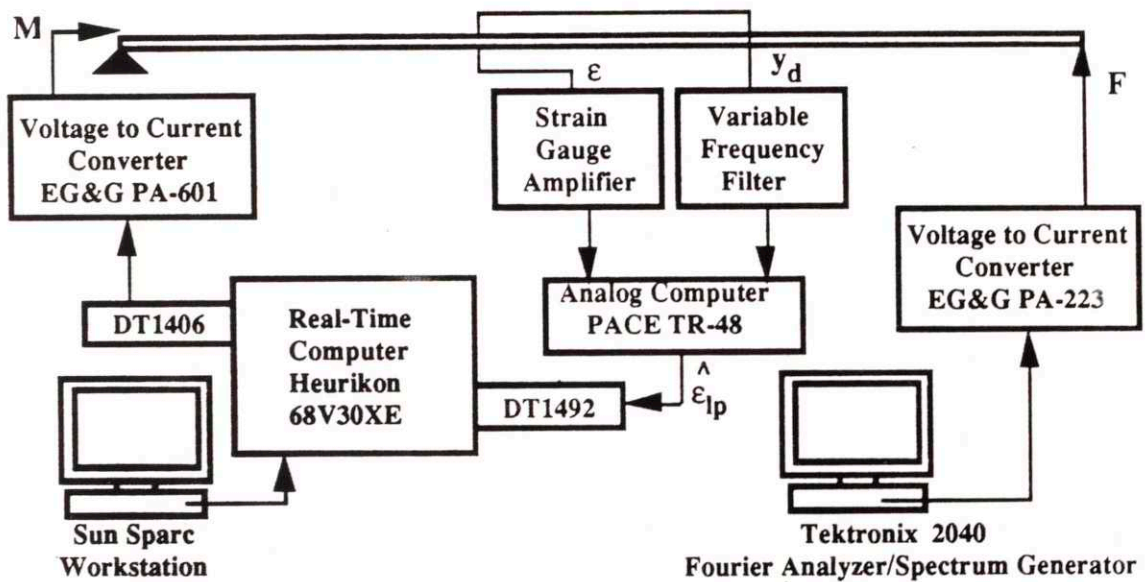 M
ε
y_d
F
Voltage to Current
Converter
EG&G PA-601
Strain
Gauge
Amplifier
Variable
Frequency
Filter
Voltage to Current
Converter
EG&G PA-223
DT1406
Real-Time
Computer
Heurikon
68V30XE
Analog Computer
PACE TR-48
ε̂_lp
DT1492
Sun Sparc
Workstation
Tektronix 2040
Fourier Analyzer/Spectrum Generator